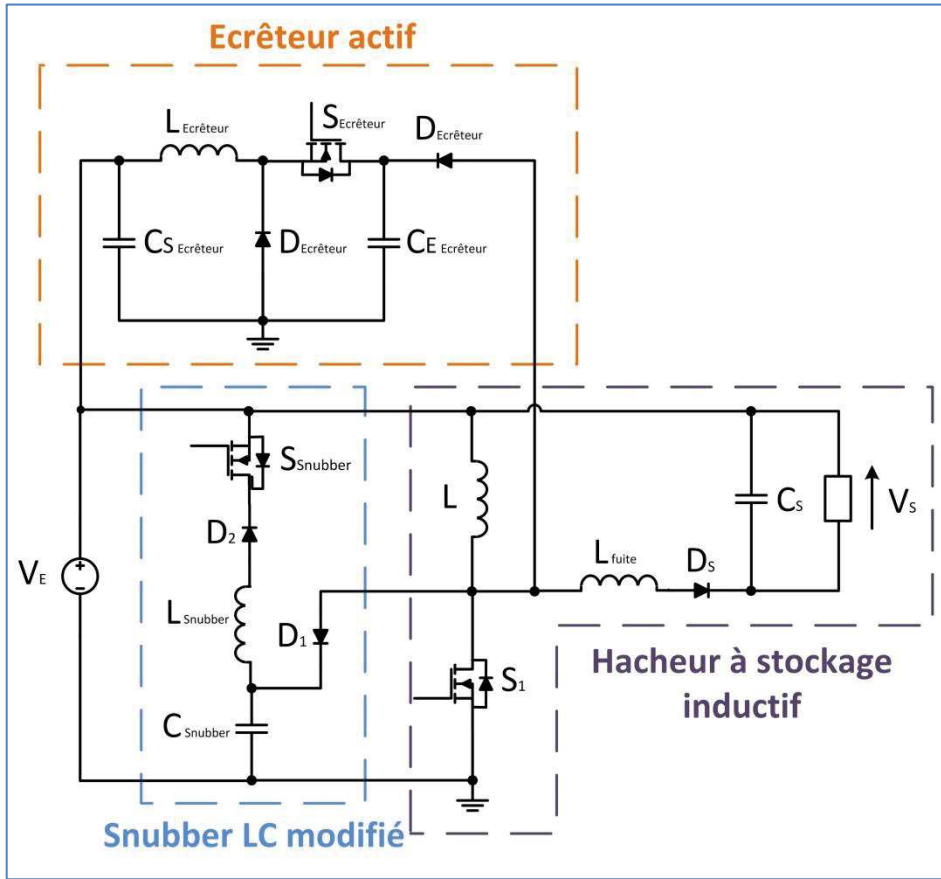 Ecrêteur actif
L Ecrêteur
S Ecrêteur
D Ecrêteur
CS Ecrêteur
D Ecrêteur
CE Ecrêteur
S Snubber
D2
L
CS
VS
VE
L Snubber
D1
L fuite
DS
S1
C Snubber
Hacheur à stockage
inductif
Snubber LC modifié